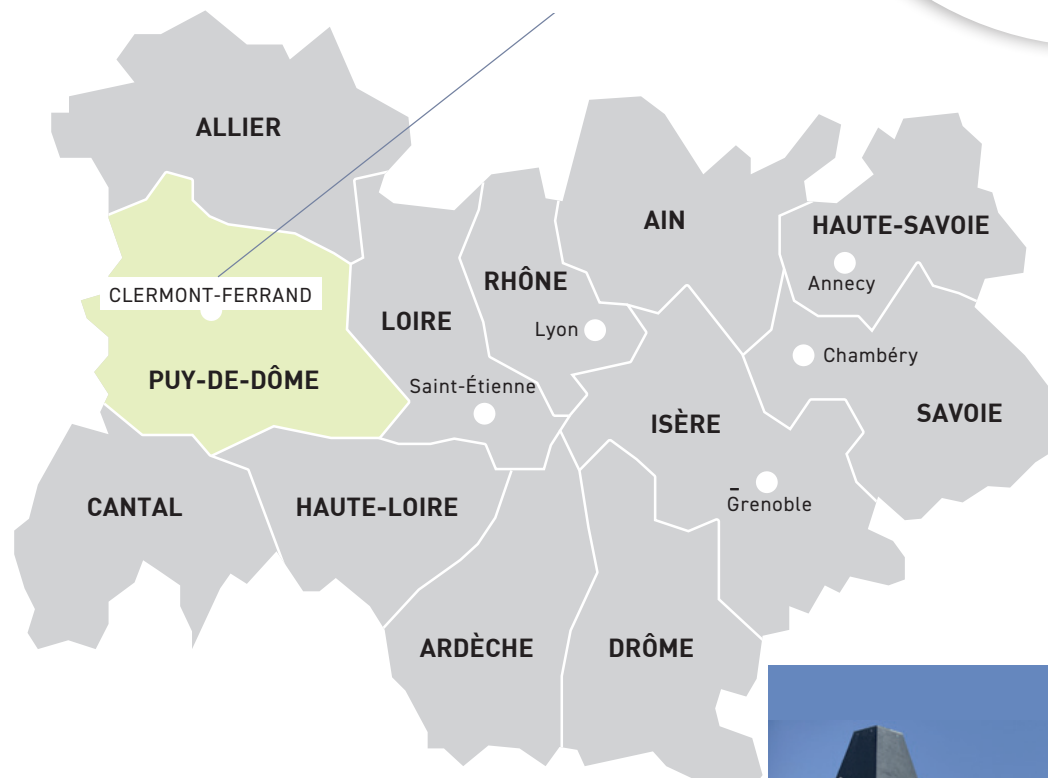 ALLIER
AIN
HAUTE-SAVOIE
RHÔNE
Annecy
CLERMONT-FERRAND
LOIRE
Lyon
Chambéry
PUY-DE-DÔME
Saint-Étienne
SAVOIE
ISÈRE
CANTAL
HAUTE-LOIRE
Grenoble
ARDÈCHE
DRÔME